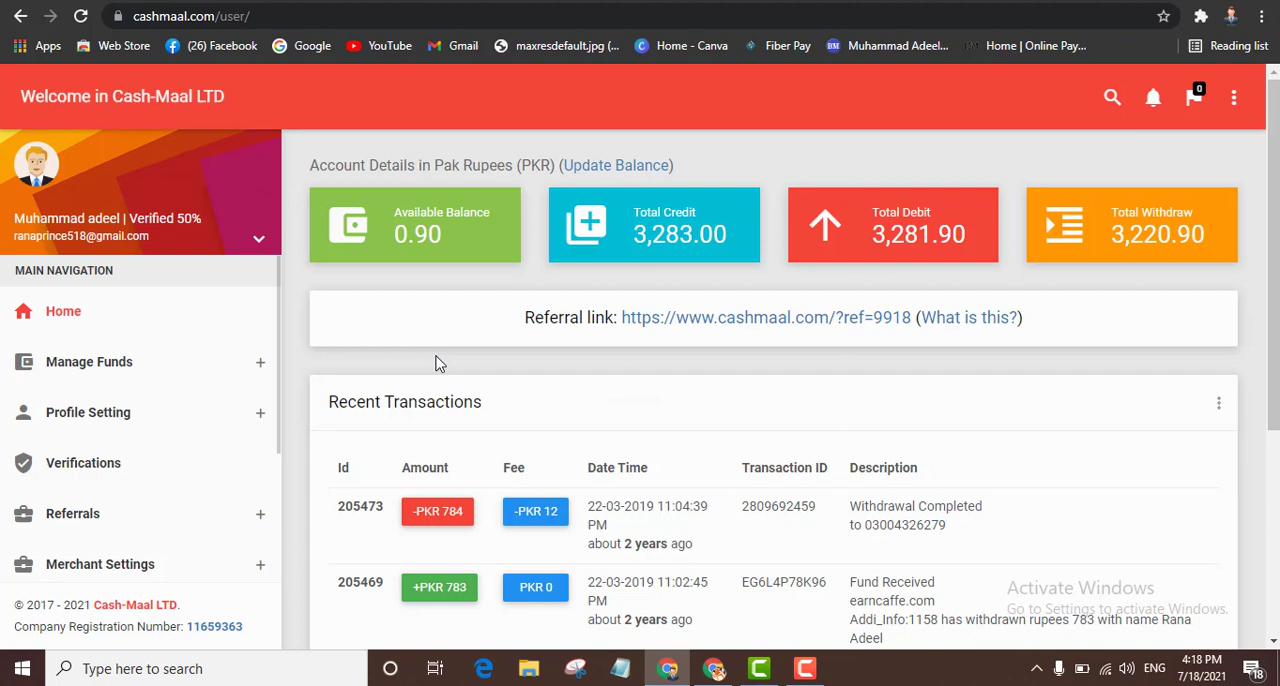 cashmaal.com/user/
Apps Web Store (26) Facebook Google YouTube Gmail maxresdefault.jpg (... Home - Canva Fiber Pay Muhammad Adeel... Home | Online Pay... Reading list
Welcome in Cash-Maal LTD
0
Muhammad adeel | Verified 50%
ranaprince518@gmail.com
MAIN NAVIGATION
Home
Manage Funds +
Profile Setting +
Verifications
Referrals +
Merchant Settings +
© 2017 - 2021 Cash-Maal LTD.
Company Registration Number: 11659363
Account Details in Pak Rupees (PKR) (Update Balance)
Available Balance
0.90
Total Credit
3,283.00
Total Debit
3,281.90
Total Withdraw
3,220.90
Referral link: https://www.cashmaal.com/?ref=9918 (What is this?)
Recent Transactions
Id Amount Fee Date Time Transaction ID Description
205473 -PKR 784 -PKR 12 22-03-2019 11:04:39 2809692459 Withdrawal Completed
PM to 03004326279
about 2 years ago
205469 +PKR 783 PKR 0 22-03-2019 11:02:45 EG6L4P78K96 Fund Received
PM earncaffe.com
about 2 years ago Addi_Info:1158 has withdrawn rupees 783 with name Rana
Adeel
Activate Windows
Go to Settings to activate Windows.
Type here to search
ENG
4:18 PM
7/18/2021
18